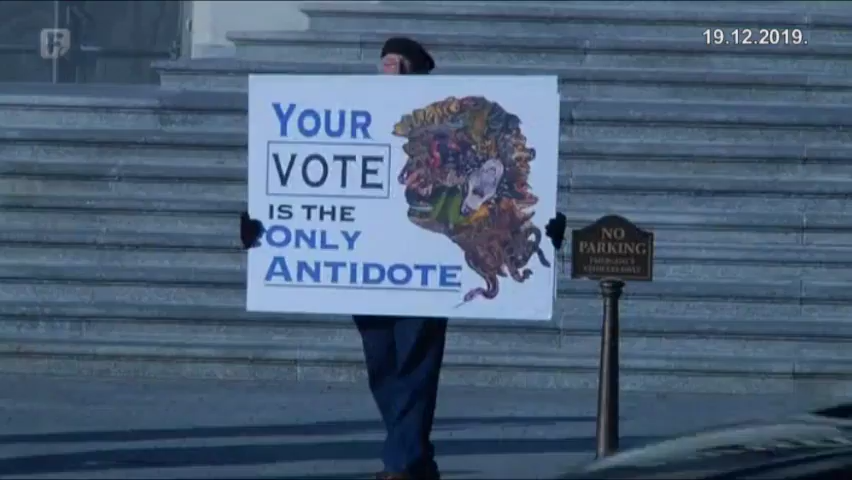 19.12.2019.
YOUR
VOTE
IS THE
ONLY
ANTIDOTE
NO
PARKING